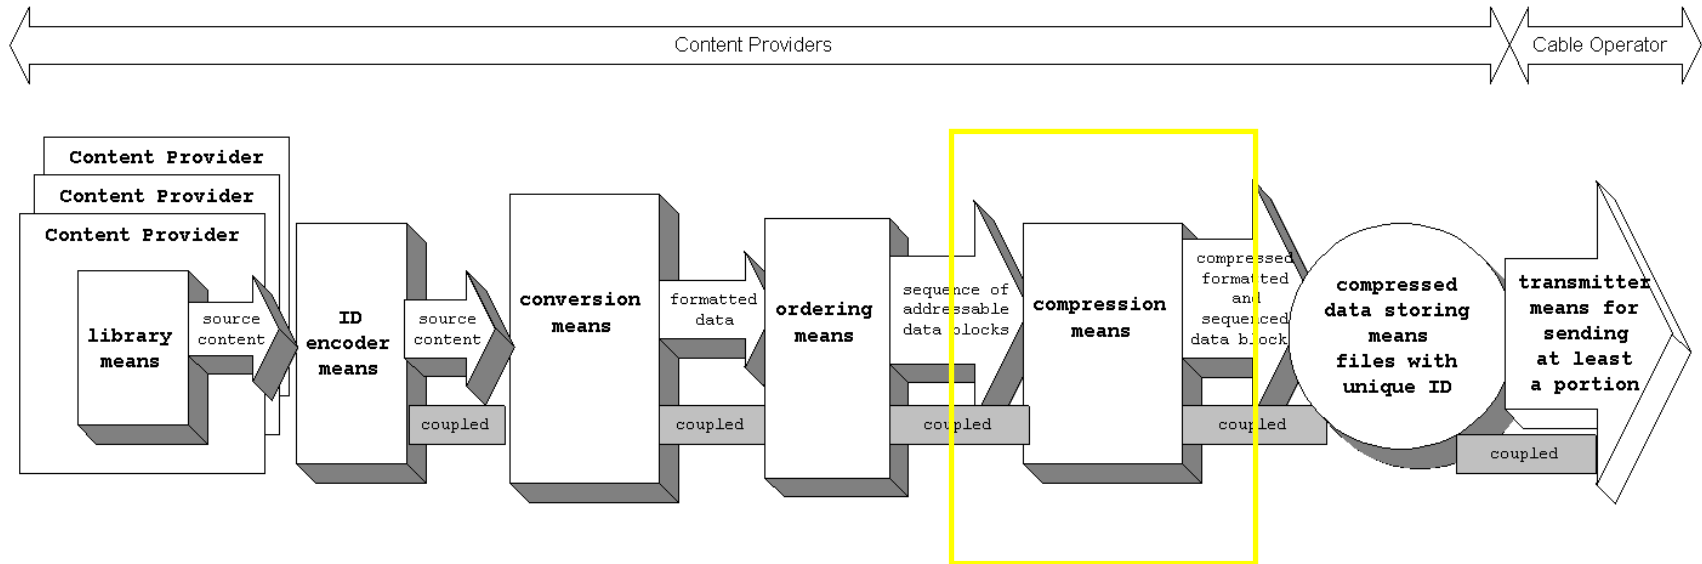 Content Providers
Cable Operator
Content Provider
Content Provider
Content Provider
library
means
source
content
ID
encoder
means
source
content
coupled
conversion
means
formatted
data
coupled
ordering
means
sequence of
addressable
data blocks
coupled
compression
means
compressed
formatted
and
sequenced
data block
coupled
compressed
data storing
means
files with
unique ID
transmitter
means for
sending
at least
a portion
coupled